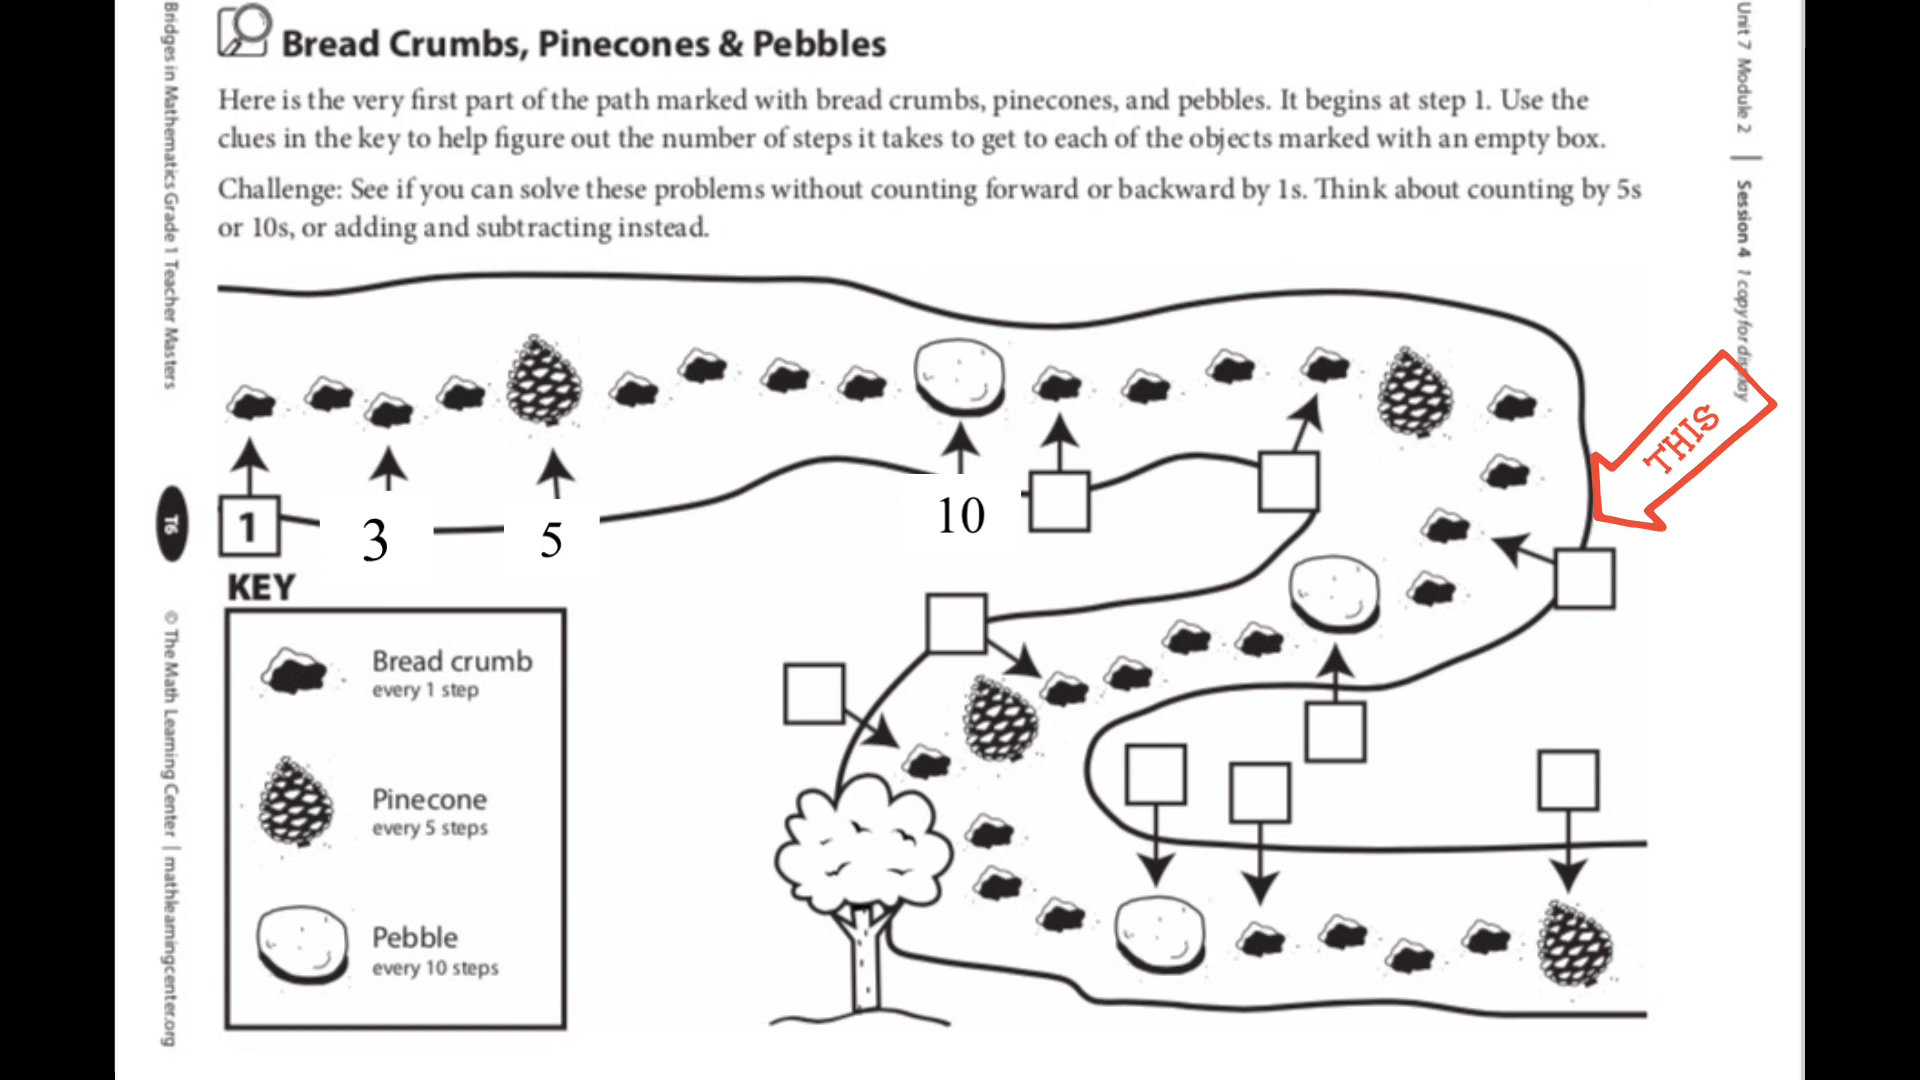 Bread Crumbs, Pinecones & Pebbles
Here is the very first part of the path marked with bread crumbs, pinecones, and pebbles. It begins at step 1. Use the
clues in the key to help figure out the number of steps it takes to get to each of the objects marked with an empty box.
Challenge: See if you can solve these problems without counting forward or backward by 1s. Think about counting by 5s
or 10s, or adding and subtracting instead.
1
3
5
10
THIS
KEY
Bread crumb
every 1 step
Pinecone
every 5 steps
Pebble
every 10 steps
Bridges in Mathematics Grade 1 Teacher Masters
T6
© The Math Learning Center | mathlearningcenter.org
Unit 7 Module 2 | Session 4 1 copy for display